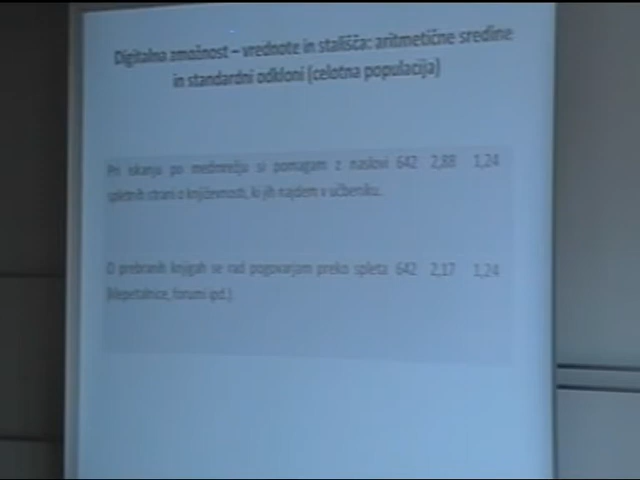 Digitalna zmožnost – vrednote in stališča: aritmetične sredine
in standardni odkloni (celotna populacija)
Pri iskanju po medmrežju si pomagam z naslovi 642 2,88 1,24
spletnih strani o književnosti, ki jih najdem v učbeniku.
O prebranih knjigah se rad pogovarjam preko spleta 642 2,17 1,24
(klepetalnice, forumi ipd.).